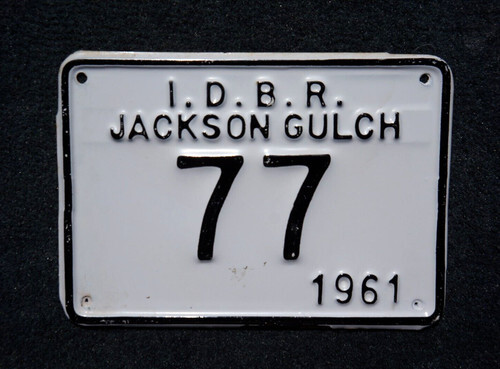 I. D. B. R.
JACKSON GULCH
77
1961